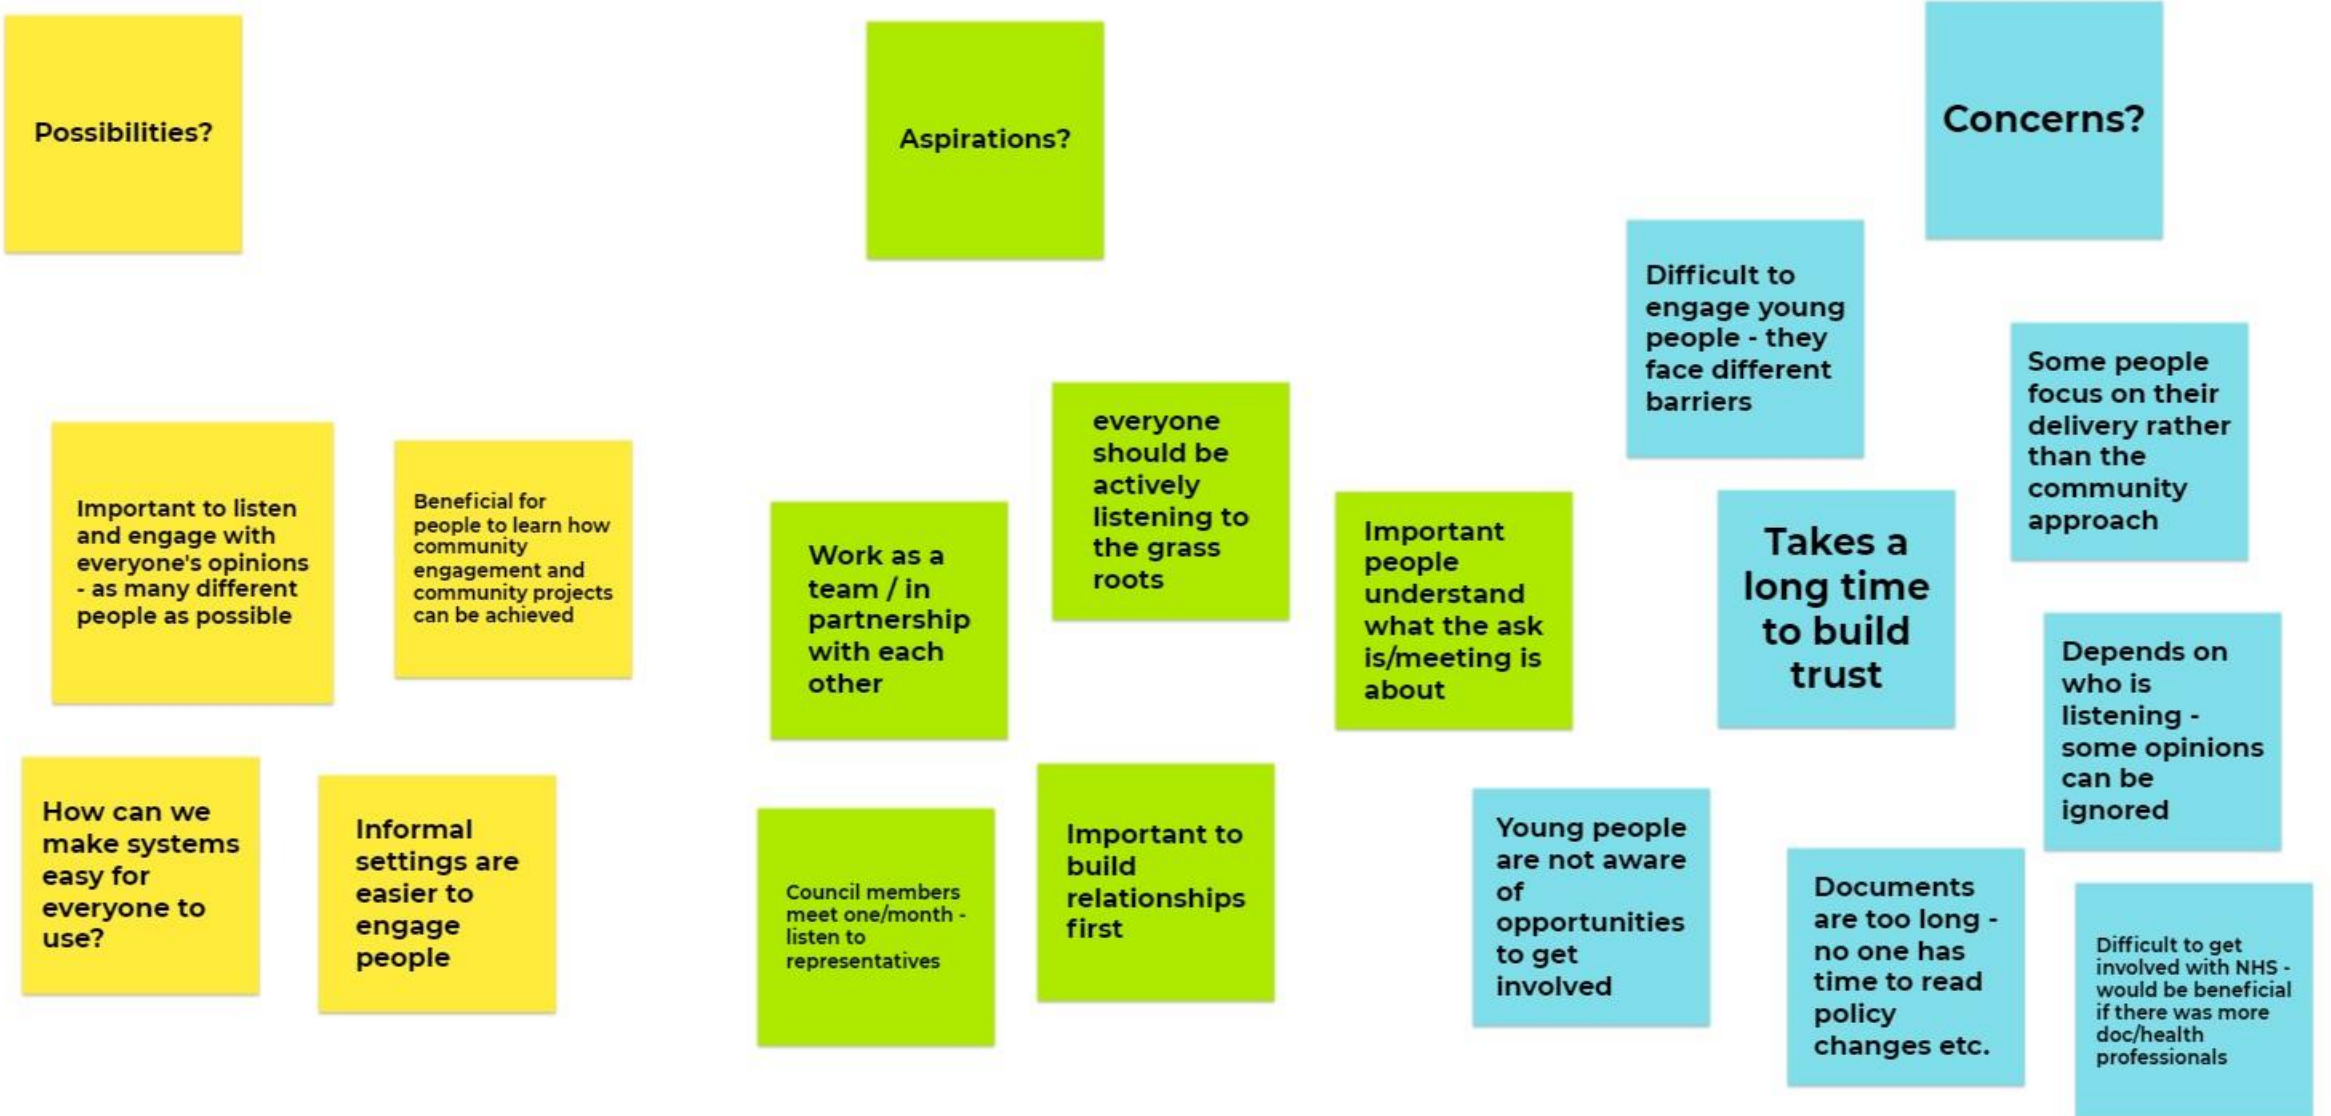 Possibilities?
Important to listen
and engage with
everyone's opinions
- as many different
people as possible
Beneficial for
people to learn how
community
engagement and
community projects
can be achieved
How can we
make systems
easy for
everyone to
use?
Informal
settings are
easier to
engage
people
Aspirations?
Work as a
team / in
partnership
with each
other
everyone
should be
actively
listening to
the grass
roots
Important
people
understand
what the ask
is/meeting is
about
Council members
meet one/month -
listen to
representatives
Important to
build
relationships
first
Concerns?
Difficult to
engage young
people - they
face different
barriers
Some people
focus on their
delivery rather
than the
community
approach
Takes a
long time
to build
trust
Depends on
who is
listening -
some opinions
can be
ignored
Young people
are not aware
of
opportunities
to get
involved
Documents
are too long -
no one has
time to read
policy
changes etc.
Difficult to get
involved with NHS -
would be beneficial
if there was more
doc/health
professionals